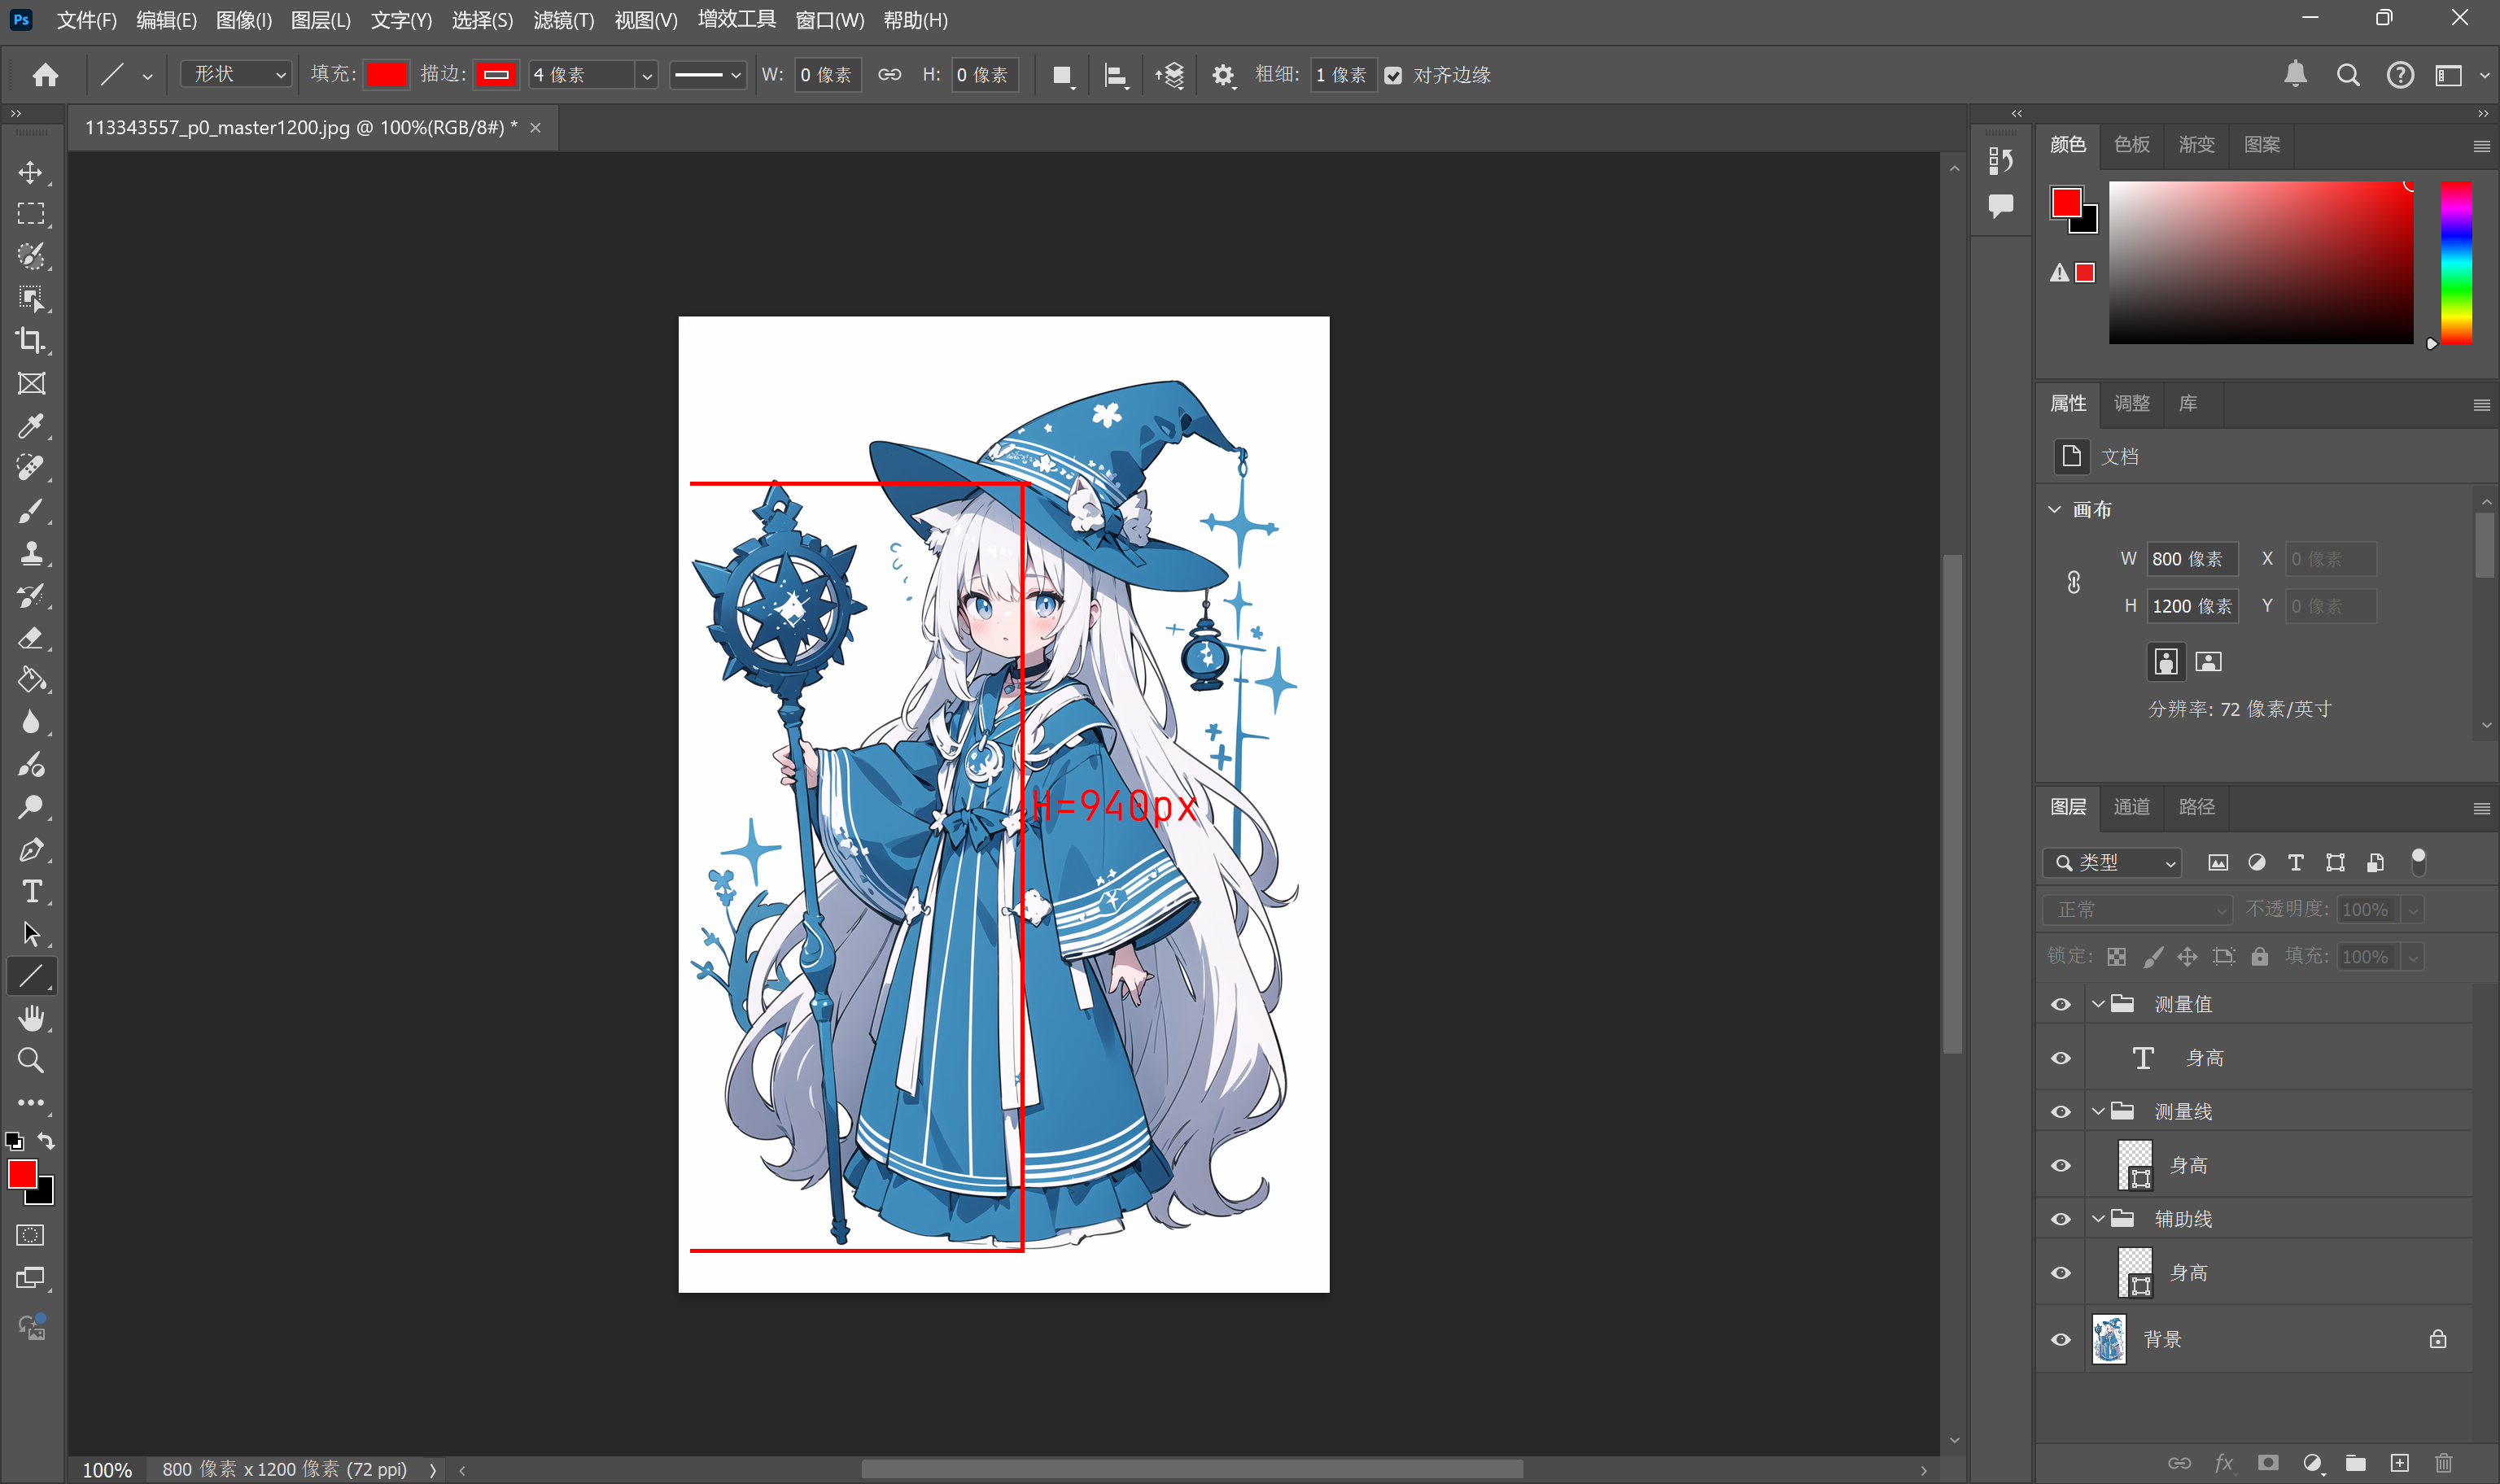 Ps 文件(F) 编辑(E) 图像(I) 图层(L) 文字(Y) 选择(S) 滤镜(T) 视图(V) 增效工具 窗口(W) 帮助(H)
形状 填充: 描边: 4 像素 W: 0 像素 H: 0 像素 粗细: 1 像素 对齐边缘
113343557_p0_master1200.jpg @ 100%(RGB/8#) *
颜色 色板 渐变 图案
属性 调整 库
文档
画布
W 800 像素 X 0 像素
H 1200 像素 Y 0 像素
分辨率: 72 像素/英寸
H=940px
图层 通道 路径
类型
正常 不透明度: 100%
锁定: 填充: 100%
测量值
身高
测量线
身高
辅助线
身高
背景
100% 800 像素 x 1200 像素 (72 ppi)